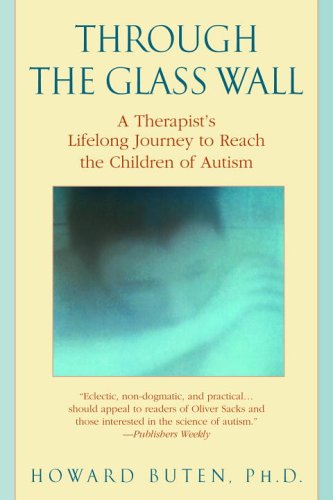 THROUGH
THE GLASS WALL
A Therapist's
Lifelong Journey to Reach
the Children of Autism
"Eclectic, non-dogmatic, and practical…
should appeal to readers of Oliver Sacks and
those interested in the science of autism."
—Publishers Weekly
HOWARD BUTEN, PH.D.